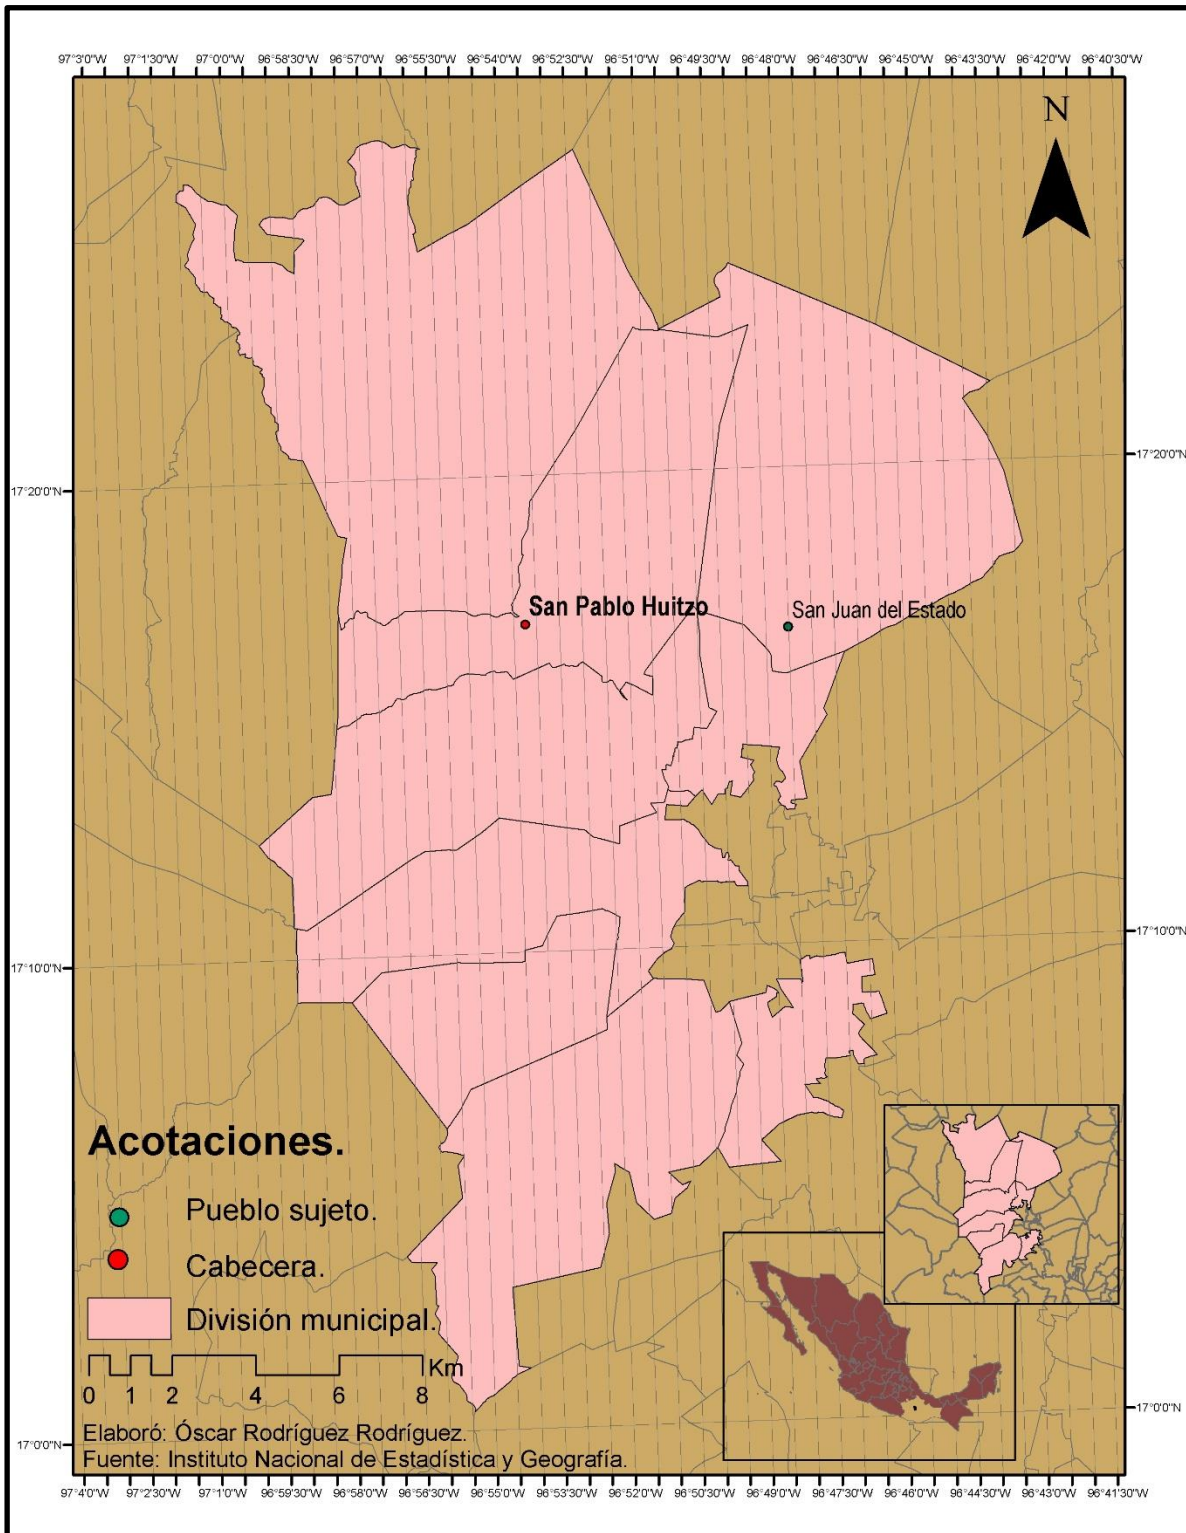 97°3'0"W 97°1'30"W 97°0'0"W 96°58'30"W 96°57'0"W 96°55'30"W 96°54'0"W 96°52'30"W 96°51'0"W 96°49'30"W 96°48'0"W 96°46'30"W 96°45'0"W 96°43'30"W 96°42'0"W 96°40'30"W
N
17°20'0"N
17°20'0"N
San Pablo Huitzo
San Juan del Estado
17°10'0"N
17°10'0"N
Acotaciones.
Pueblo sujeto.
Cabecera.
División municipal.
Km
0 1 2 4 6 8
17°0'0"N
Elaboró: Óscar Rodríguez Rodríguez.
17°0'0"N
Fuente: Instituto Nacional de Estadística y Geografía.
97°4'0"W 97°2'30"W 97°1'0"W 96°59'30"W 96°58'0"W 96°56'30"W 96°55'0"W 96°53'30"W 96°52'0"W 96°50'30"W 96°49'0"W 96°47'30"W 96°46'0"W 96°44'30"W 96°43'0"W 96°41'30"W